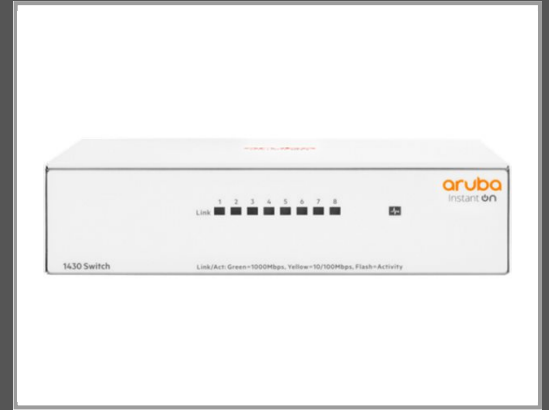 aruba
Instant on
1 2 3 4 5 6 7 8
Link
1430 Switch
Link/Act: Green=1000Mbps, Yellow=10/100Mbps, Flash=Activity